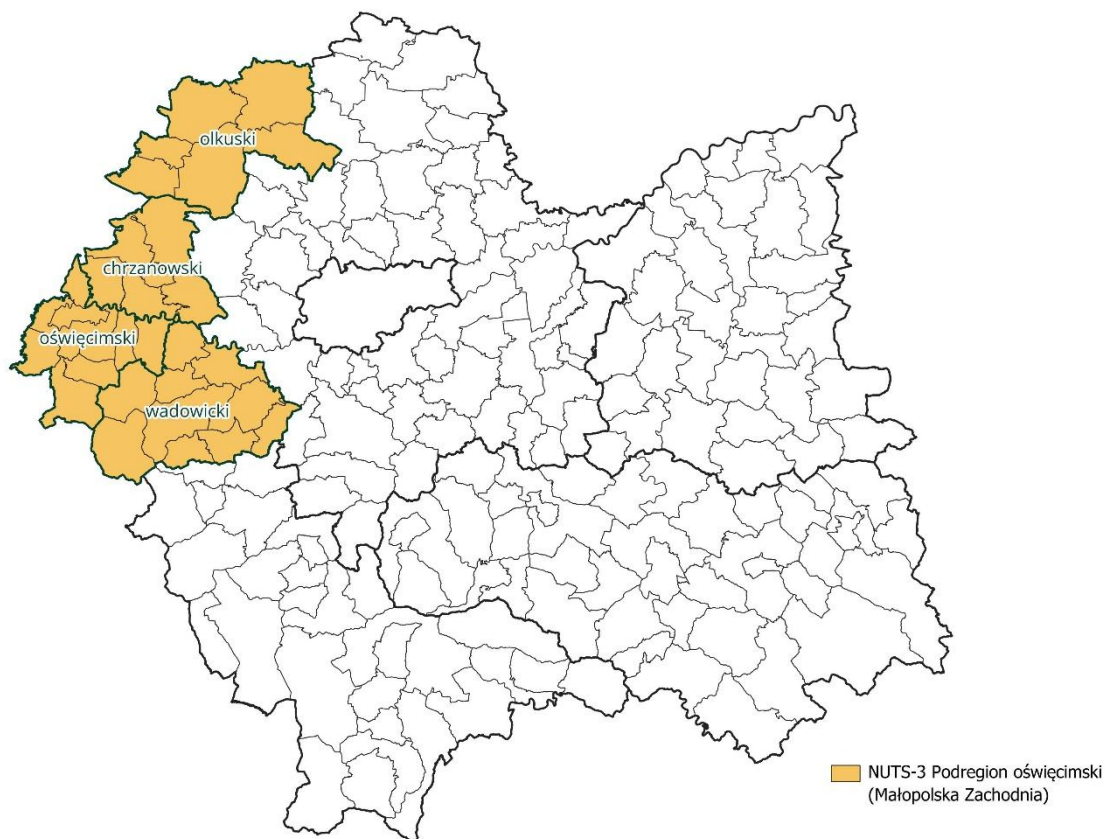 olkuski
chrzanowski
oświęcimski
wadowicki
NUTS-3 Podregion oświęcimski
(Małopolska Zachodnia)